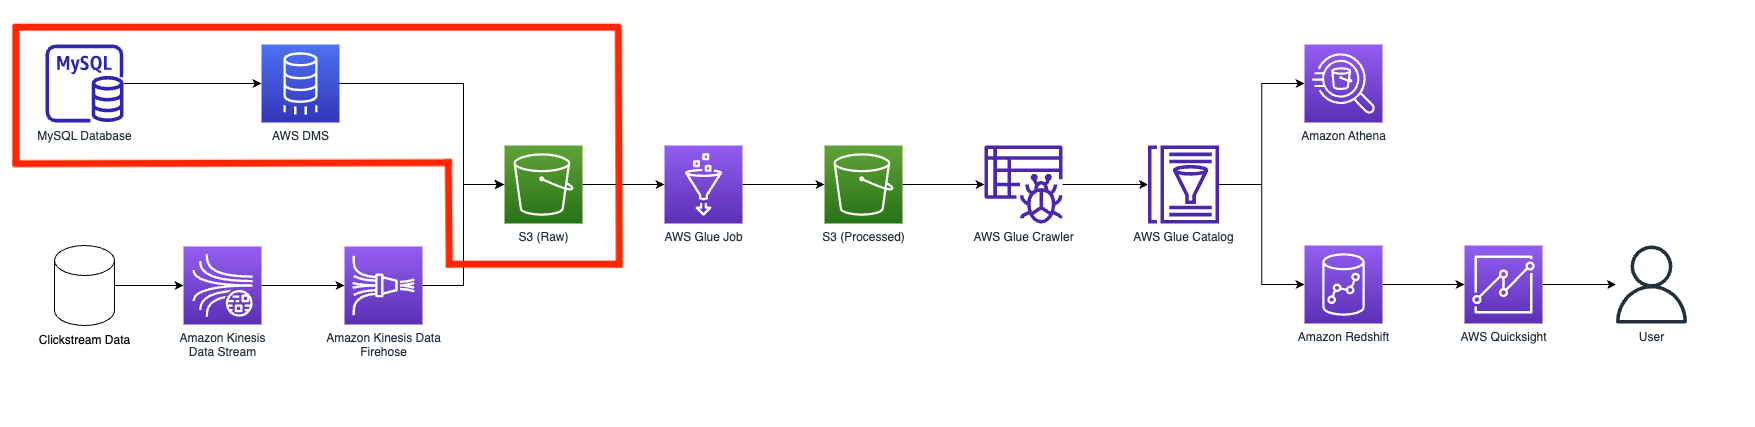 MySQL
MySQL Database
AWS DMS
Amazon Athena
S3 (Raw)
AWS Glue Job
S3 (Processed)
AWS Glue Crawler
AWS Glue Catalog
Clickstream Data
Amazon Kinesis
Data Stream
Amazon Kinesis Data
Firehose
Amazon Redshift
AWS Quicksight
User